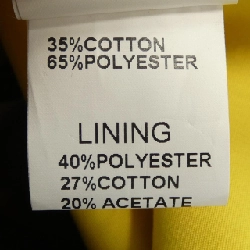 35%COTTON
65%POLYESTER
LINING
40%POLYESTER
27%COTTON
20% ACETATE